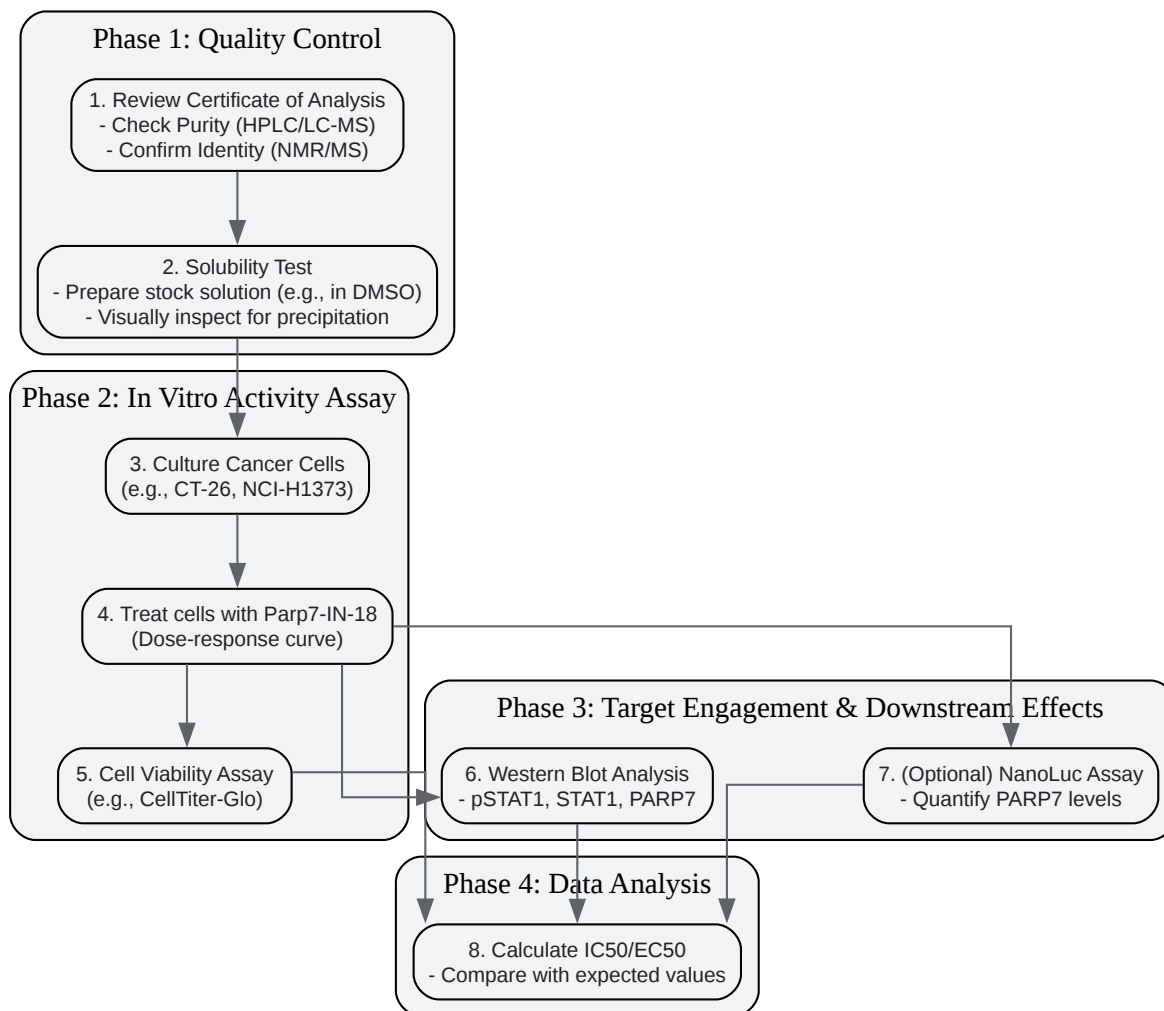 Phase 1: Quality Control
1. Review Certificate of Analysis
- Check Purity (HPLC/LC-MS)
- Confirm Identity (NMR/MS)
2. Solubility Test
- Prepare stock solution (e.g., in DMSO)
- Visually inspect for precipitation
Phase 2: In Vitro Activity Assay
3. Culture Cancer Cells
(e.g., CT-26, NCI-H1373)
4. Treat cells with Parp7-IN-18
(Dose-response curve)
5. Cell Viability Assay
(e.g., CellTiter-Glo)
Phase 3: Target Engagement & Downstream Effects
6. Western Blot Analysis
- pSTAT1, STAT1, PARP7
7. (Optional) NanoLuc Assay
- Quantify PARP7 levels
Phase 4: Data Analysis
8. Calculate IC50/EC50
- Compare with expected values